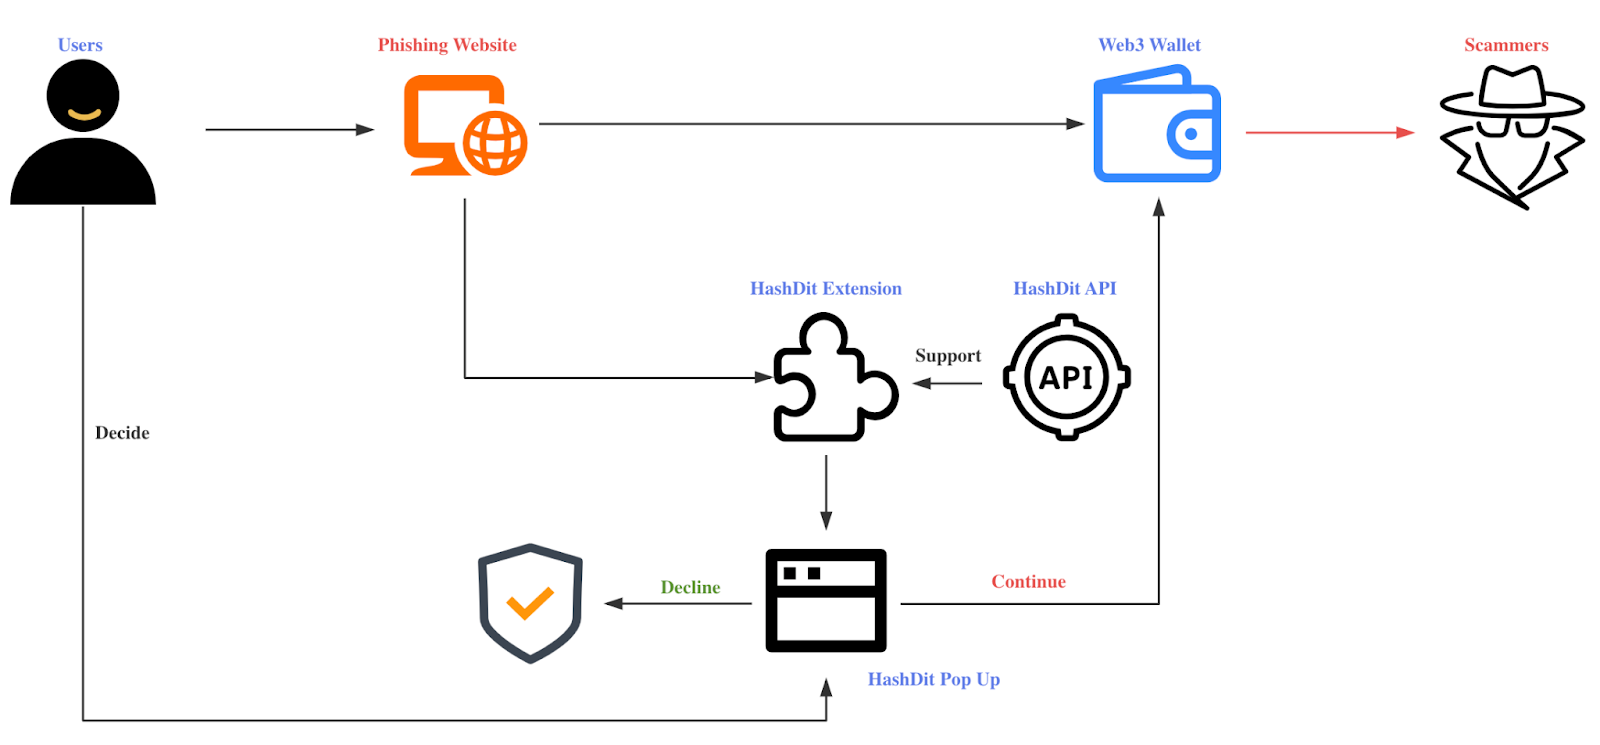 Users
Phishing Website
Web3 Wallet
Scammers
HashDit Extension
HashDit API
Support
API
Decide
Decline
Continue
HashDit Pop Up